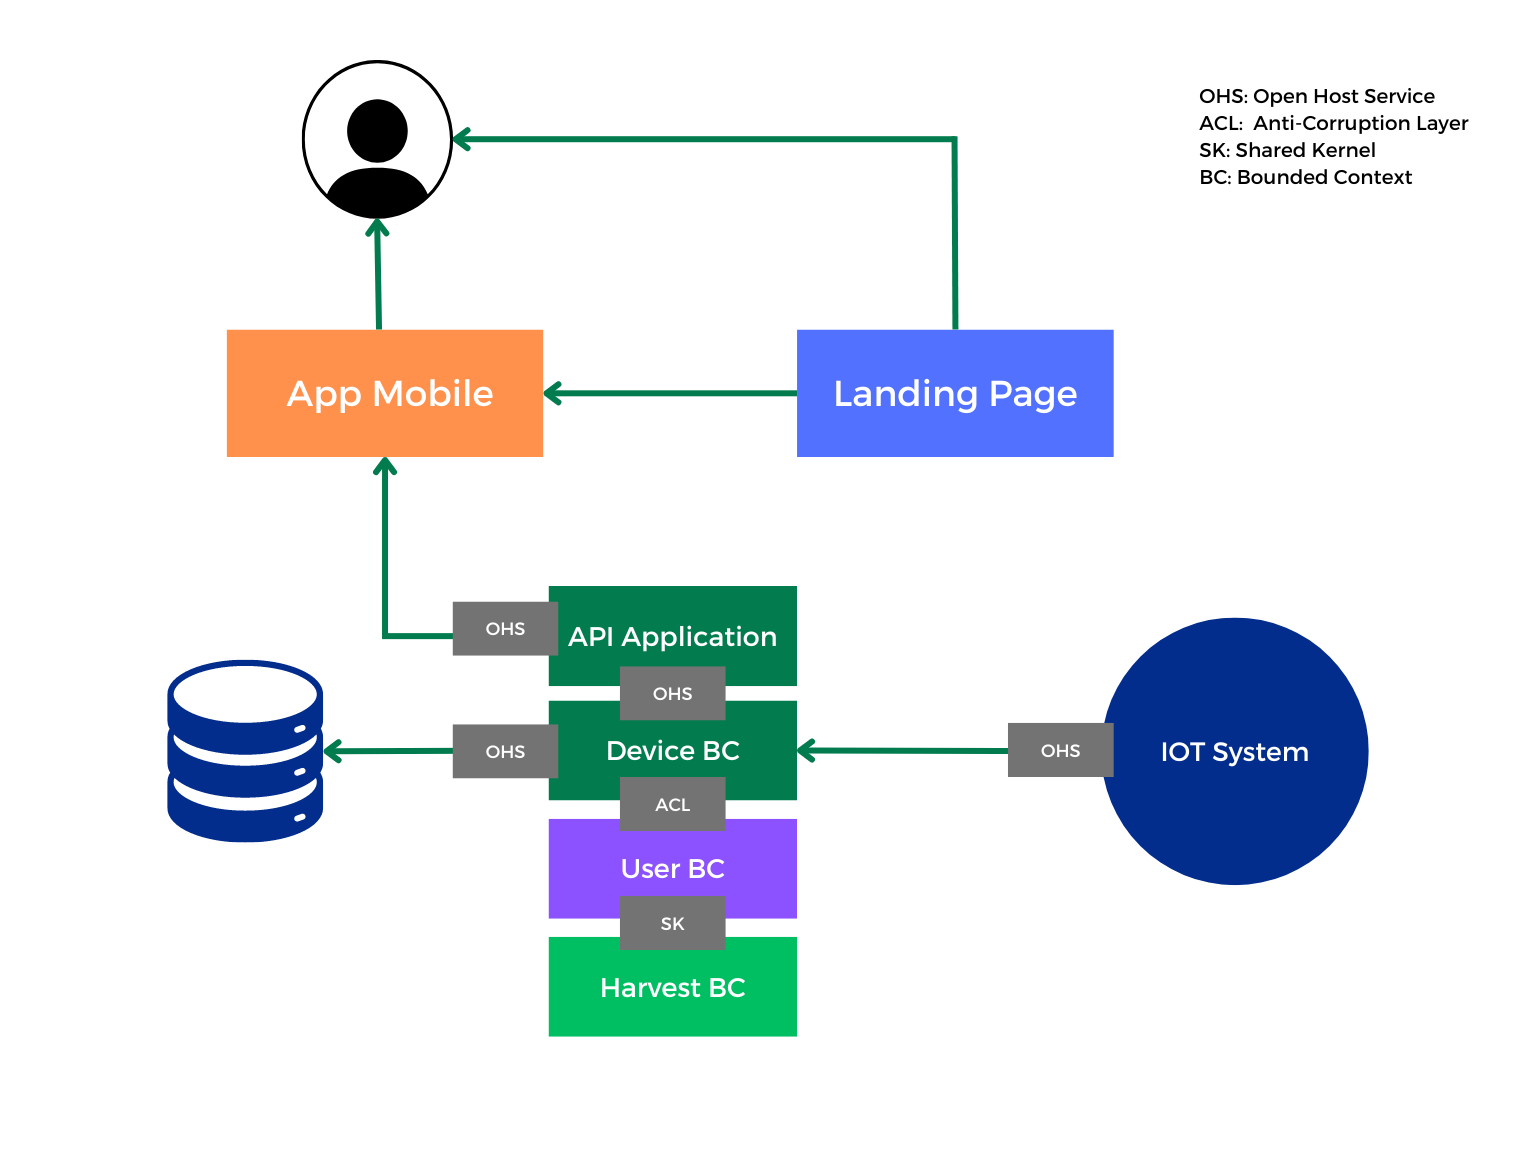 OHS: Open Host Service
ACL: Anti-Corruption Layer
SK: Shared Kernel
BC: Bounded Context
App Mobile
Landing Page
OHS
API Application
OHS
OHS
Device BC
OHS
IOT System
ACL
User BC
SK
Harvest BC